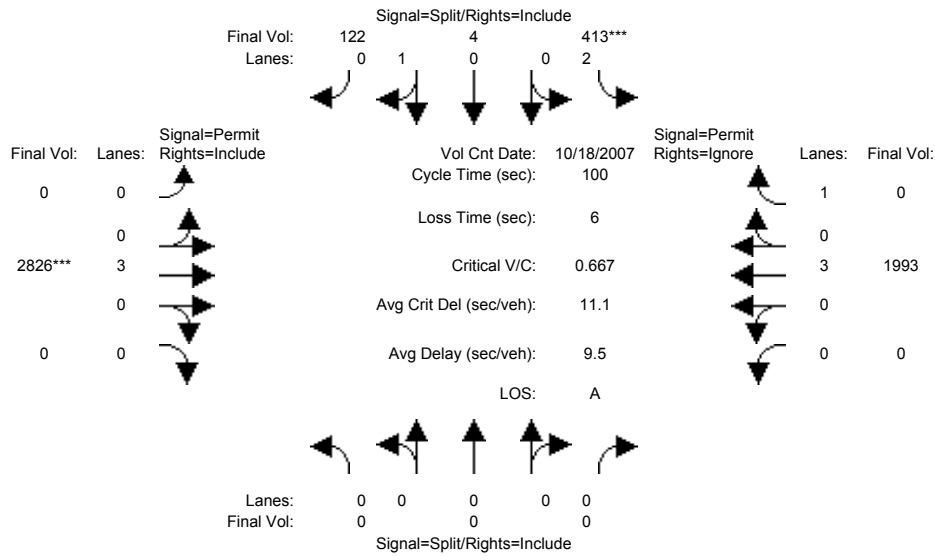 Signal=Split/Rights=Include
Final Vol: 122 4 413***
Lanes: 0 1 0 0 2
Signal=Permit Signal=Permit
Final Vol: Lanes: Rights=Include Vol Cnt Date: 10/18/2007 Rights=Ignore Lanes: Final Vol:
Cycle Time (sec): 100
0 0 1 0
Loss Time (sec): 6
0 0
2826*** 3 Critical V/C: 0.667 3 1993
0 Avg Crit Del (sec/veh): 11.1 0
0 0 Avg Delay (sec/veh): 9.5 0 0
LOS: A
Lanes: 0 0 0 0 0
Final Vol: 0 0 0
Signal=Split/Rights=Include